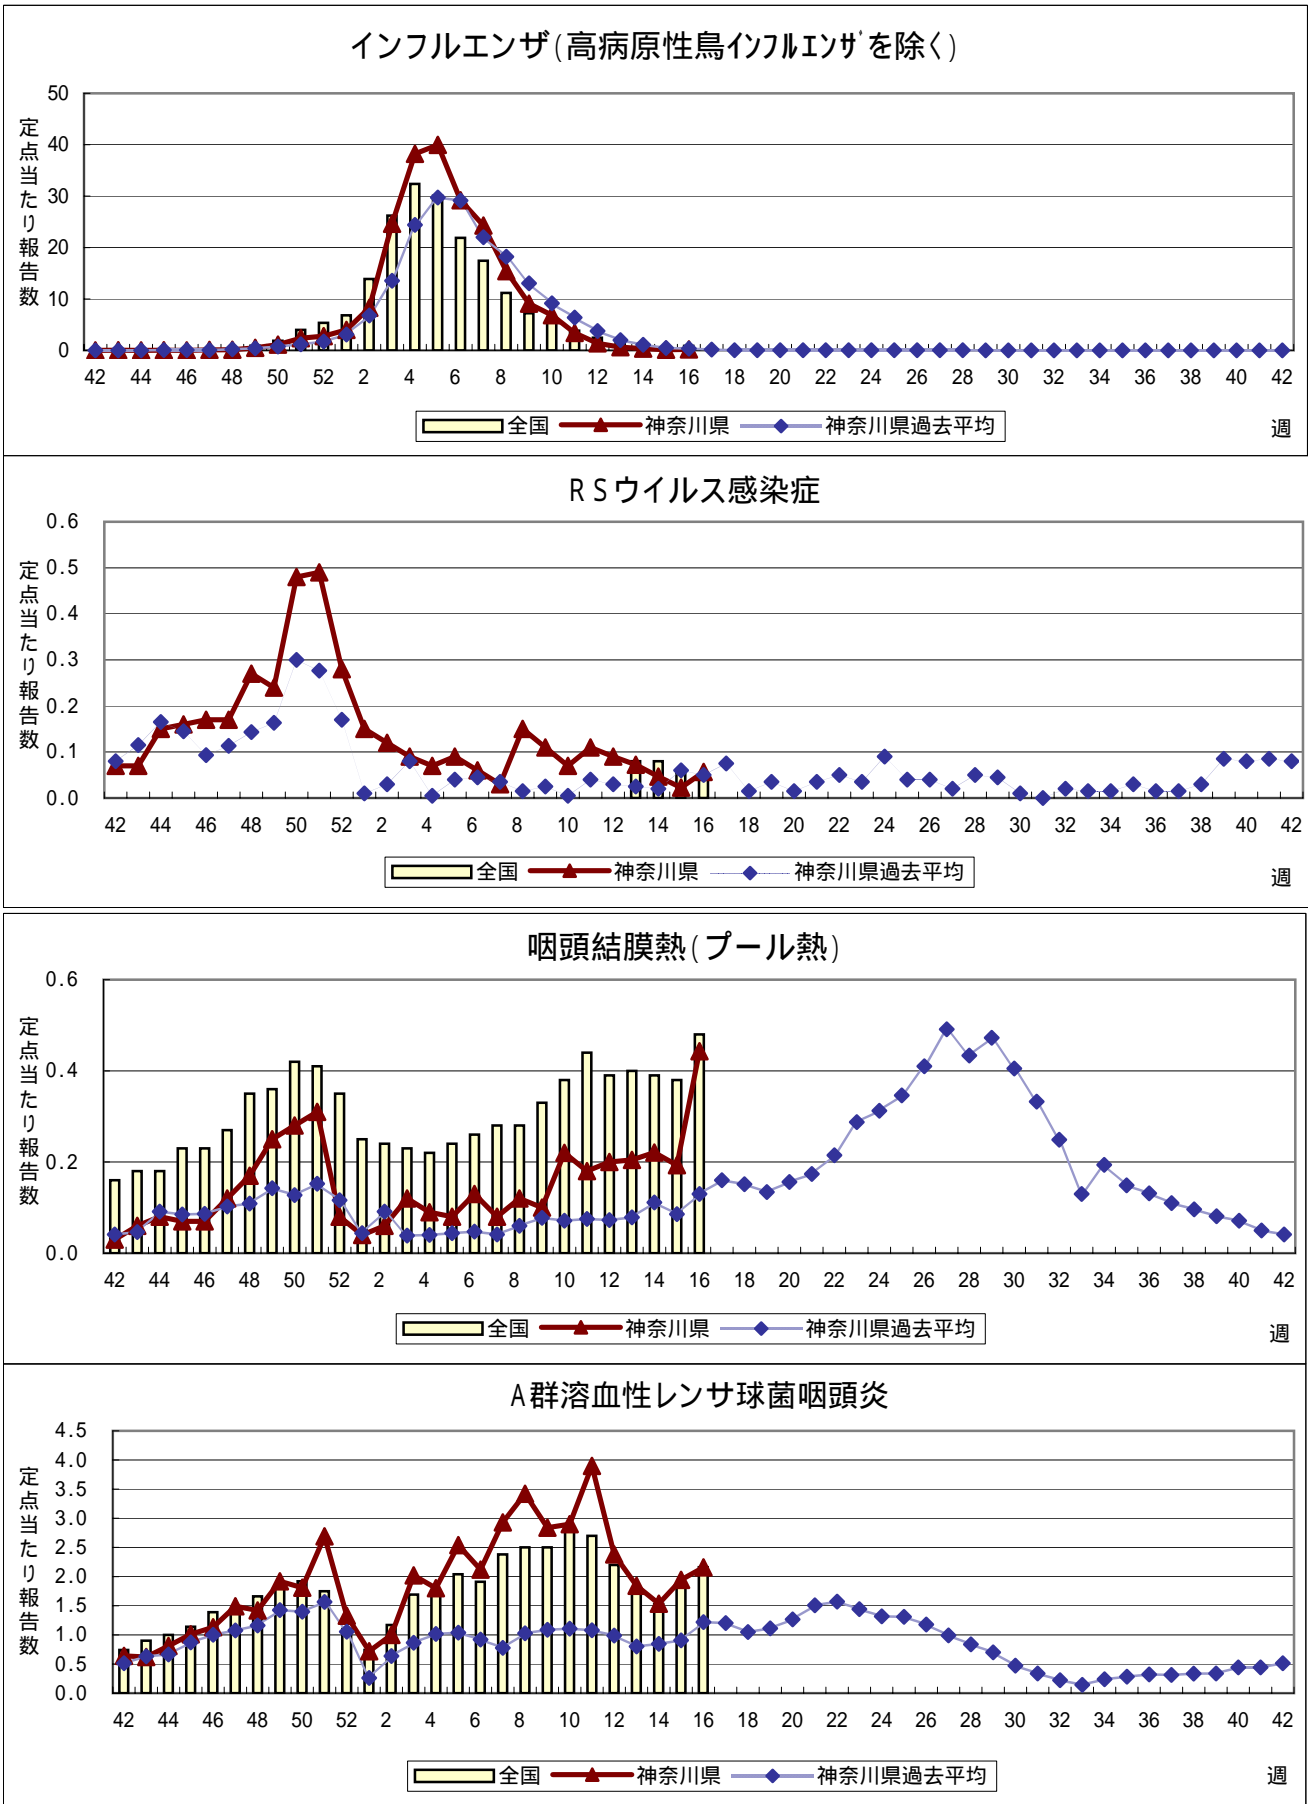 インフルエンザ(高病原性鳥ｲﾝﾌﾙｴﾝｻﾞを除く)
定点当たり報告数
50
40
30
20
10
0
42 44 46 48 50 52 2 4 6 8 10 12 14 16 18 20 22 24 26 28 30 32 34 36 38 40 42
全国 神奈川県 神奈川県過去平均
週
RSウイルス感染症
定点当たり報告数
0.6
0.5
0.4
0.3
0.2
0.1
0.0
42 44 46 48 50 52 2 4 6 8 10 12 14 16 18 20 22 24 26 28 30 32 34 36 38 40 42
全国 神奈川県 神奈川県過去平均
週
咽頭結膜熱(プール熱)
定点当たり報告数
0.6
0.4
0.2
0.0
42 44 46 48 50 52 2 4 6 8 10 12 14 16 18 20 22 24 26 28 30 32 34 36 38 40 42
全国 神奈川県 神奈川県過去平均
週
A群溶血性レンサ球菌咽頭炎
定点当たり報告数
4.5
4.0
3.5
3.0
2.5
2.0
1.5
1.0
0.5
0.0
42 44 46 48 50 52 2 4 6 8 10 12 14 16 18 20 22 24 26 28 30 32 34 36 38 40 42
全国 神奈川県 神奈川県過去平均
週